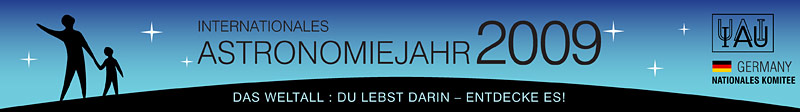 INTERNATIONALES
ASTRONOMIEJAHR 2009
DAS WELTALL : DU LEBST DARIN – ENTDECKE ES!
IAU
GERMANY
NATIONALES KOMITEE